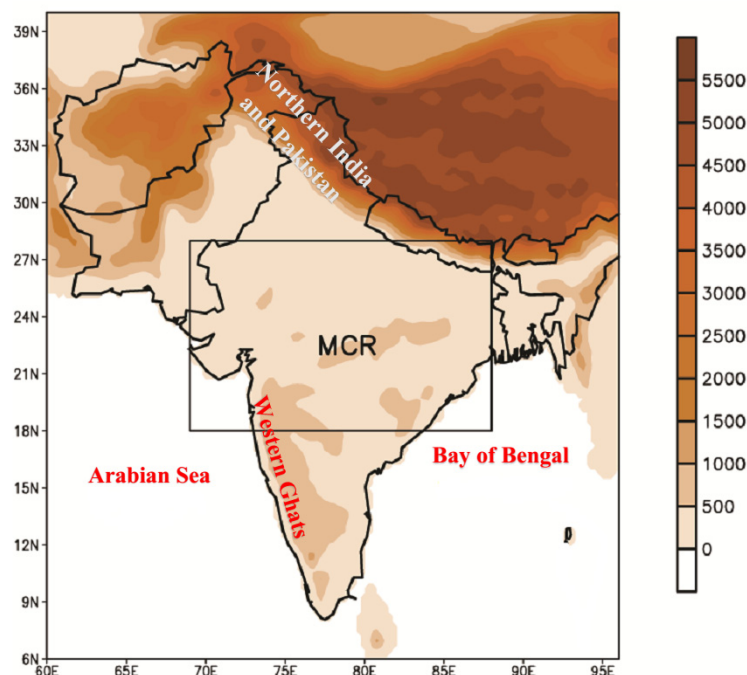 39N
36N
33N
30N
27N
24N
21N
18N
15N
12N
9N
6N
60E
65E
70E
75E
80E
85E
90E
95E
Northern India
and Pakistan
MCR
Western Ghats
Arabian Sea
Bay of Bengal
5500
5000
4000
3500
3000
2500
2000
1500
1000
500
0